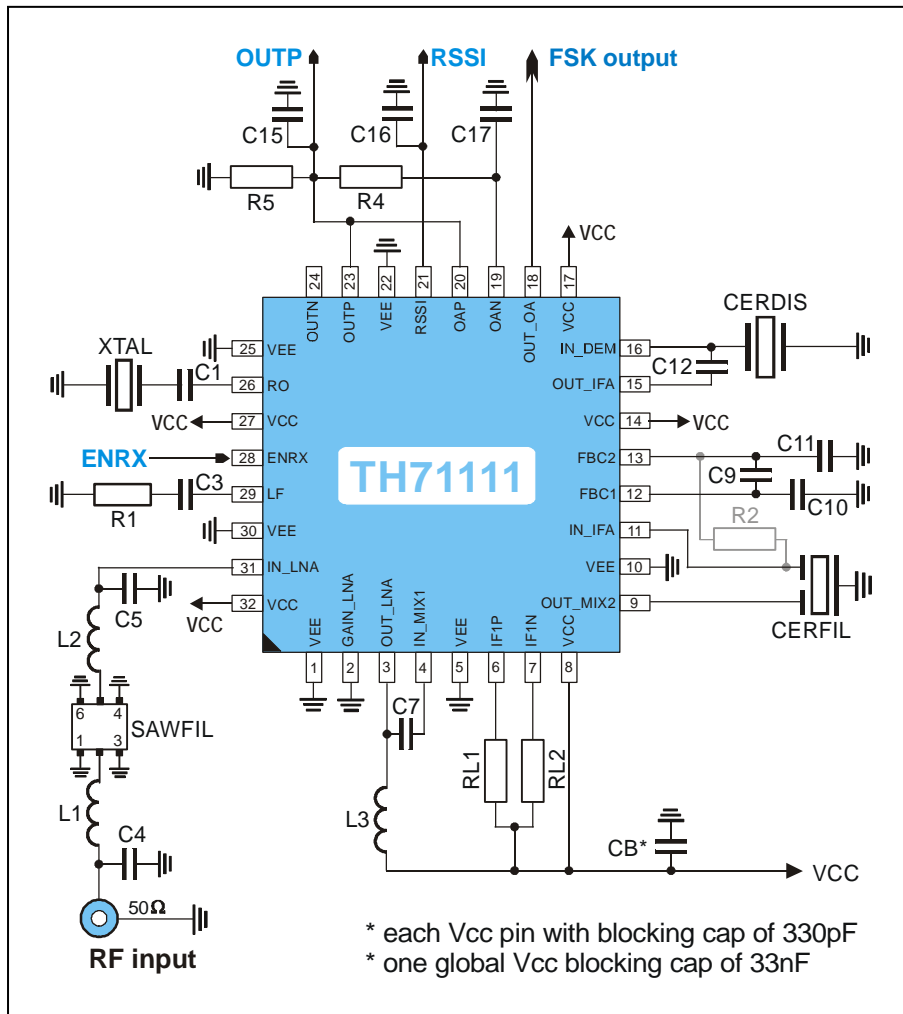 OUTP
RSSI
FSK output
C15
C16
C17
R5
R4
VCC
24
23
22
21
20
19
18
17
OUTN
OUTP
VEE
RSSI
OAP
OAN
OUT_OA
VCC
CERDIS
XTAL
C1
25
VEE
IN_DEM
16
C12
26
RO
OUT_IFA
15
VCC
27
VCC
VCC
14
VCC
ENRX
28
ENRX
TH71111
FBC2
13
C11
C9
R1
C3
29
LF
FBC1
12
C10
R2
30
VEE
IN_IFA
11
31
IN_LNA
VEE
10
C5
VCC
32
VCC
OUT_MIX2
9
CERFIL
L2
VEE
GAIN_LNA
OUT_LNA
IN_MIX1
VEE
IF1P
IF1N
VCC
1
2
3
4
5
6
7
8
6
4
1
3
SAWFIL
C7
RL1
RL2
L1
L3
C4
CB*
VCC
50Ω
RF input
* each Vcc pin with blocking cap of 330pF
* one global Vcc blocking cap of 33nF